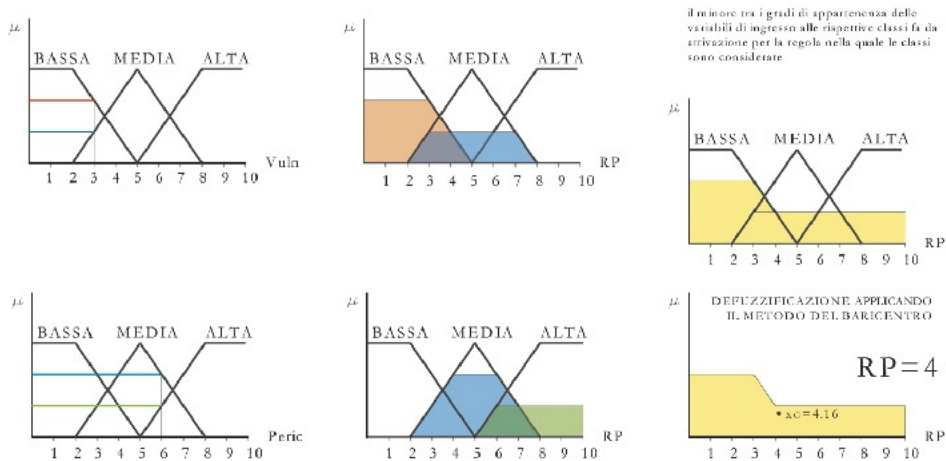 μ
BASSA MEDIA ALTA
1 2 3 4 5 6 7 8 9 10
Vuln
μ
BASSA MEDIA ALTA
1 2 3 4 5 6 7 8 9 10
RP
il minore tra i gradi di appartenenza delle
variabili di ingresso alle rispettive classi fa da
attivazione per la regola nella quale le classi
sono considerate
μ
BASSA MEDIA ALTA
1 2 3 4 5 6 7 8 9 10
RP
μ
BASSA MEDIA ALTA
1 2 3 4 5 6 7 8 9 10
Peric
μ
BASSA MEDIA ALTA
1 2 3 4 5 6 7 8 9 10
RP
μ
DEFUZZIFICAZIONE APPLICANDO
IL METODO DEL BARICENTRO
RP=4
xo=4.16
1 2 3 4 5 6 7 8 9 10
RP